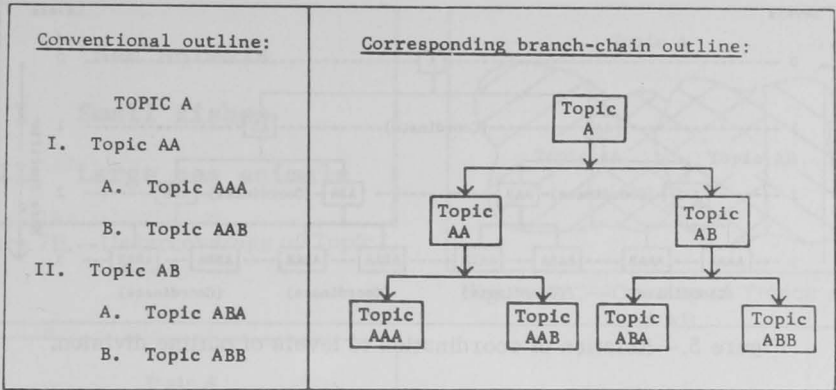 Conventional outline:
TOPIC A
I. Topic AA
A. Topic AAA
B. Topic AAB
II. Topic AB
A. Topic ABA
B. Topic ABB
Corresponding branch-chain outline:
Topic
A
Topic
AA
Topic
AB
Topic
AAA
Topic
AAB
Topic
ABA
Topic
ABB